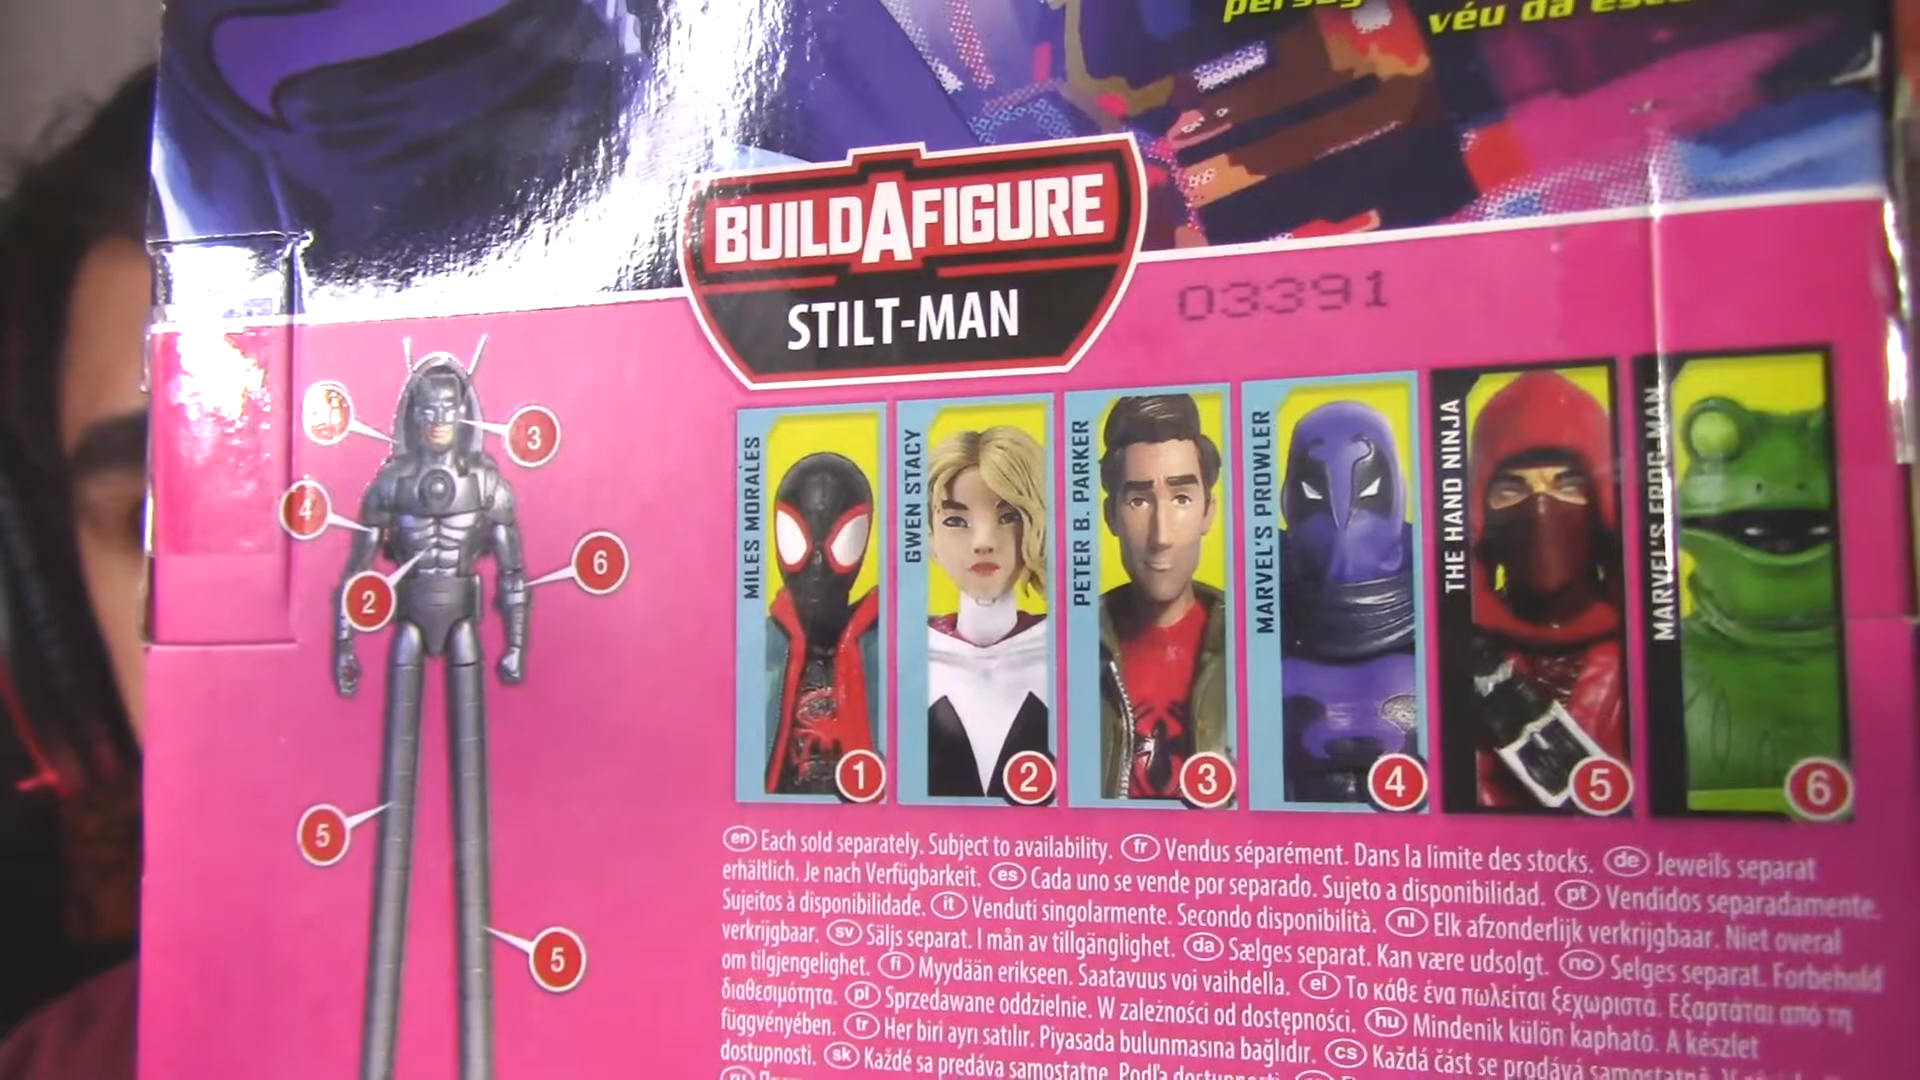 véu da
BUILDAFIGURE
STILT-MAN
03391
3
4
6
2
5
5
MILES MORALES
1
GWEN STACY
2
PETER B. PARKER
3
MARVEL'S PROWLER
4
THE HAND NINJA
5
MARVEL'S FROG-MAN
6
en Each sold separately. Subject to availability. fr Vendus séparément. Dans la limite des stocks. de Jeweils separat
erhältlich. Je nach Verfügbarkeit. es Cada uno se vende por separado. Sujeto a disponibilidad. pt Vendidos separadamente.
Sujeitos à disponibilidade. it Venduti singolarmente. Secondo disponibilità. nl Elk afzonderlijk verkrijgbaar. Niet overal
verkrijgbaar. sv Säljs separat. I mån av tillgänglighet. da Sælges separat. Kan være udsolgt. no Selges separat. Forbehold
om tilgjengelighet. fi Myydään erikseen. Saatavuus voi vaihdella. el Το κάθε ένα πωλείται ξεχωριστά. Εξαρτάται από τη
διαθεσιμότητα. pl Sprzedawane oddzielnie. W zależności od dostępności. hu Mindenik külön kapható. A készlet
függvényében. tr Her biri ayrı satılır. Piyasada bulunmasına bağlıdır. cs Každá část se prodává samostatně.
dostupnosti. sk Každé sa predáva samostatne. Podľa dostupnosti.